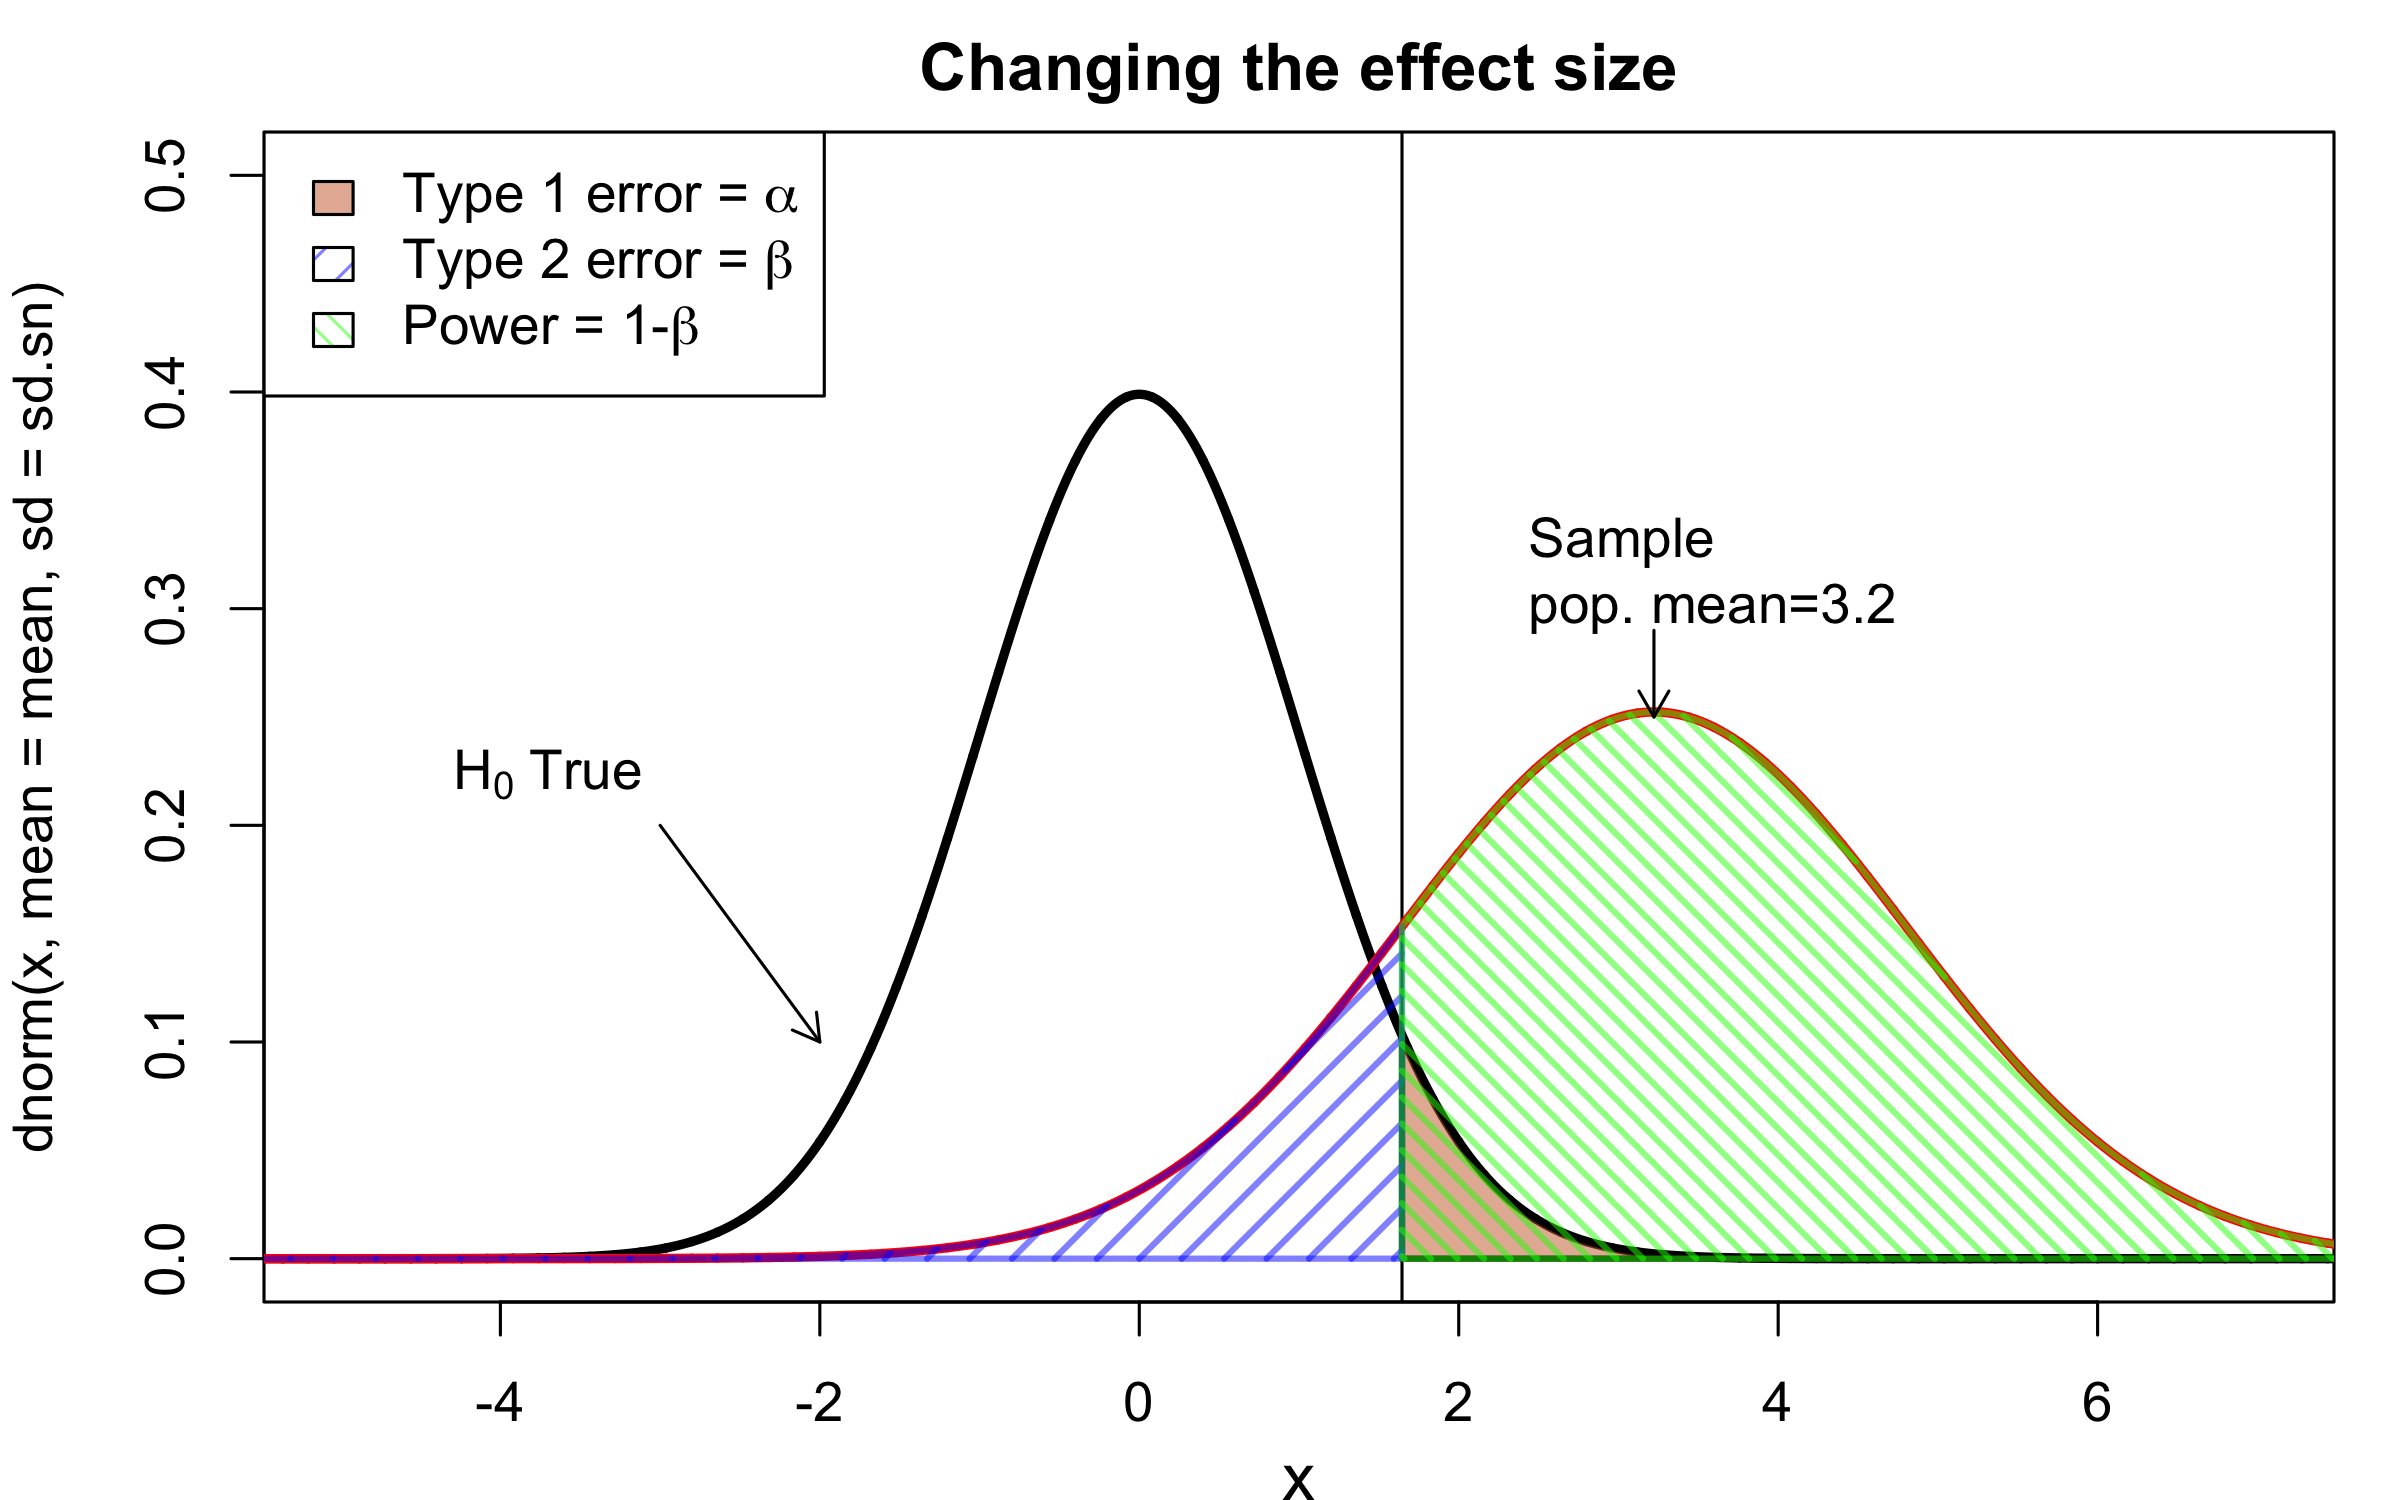 Changing the effect size
Type 1 error = α
Type 2 error = β
Power = 1-β
Sample
pop. mean=3.2
H₀ True
dnorm(x, mean = mean, sd = sd.sn)
0.5
0.4
0.3
0.2
0.1
0.0
-4 -2 0 2 4 6
x